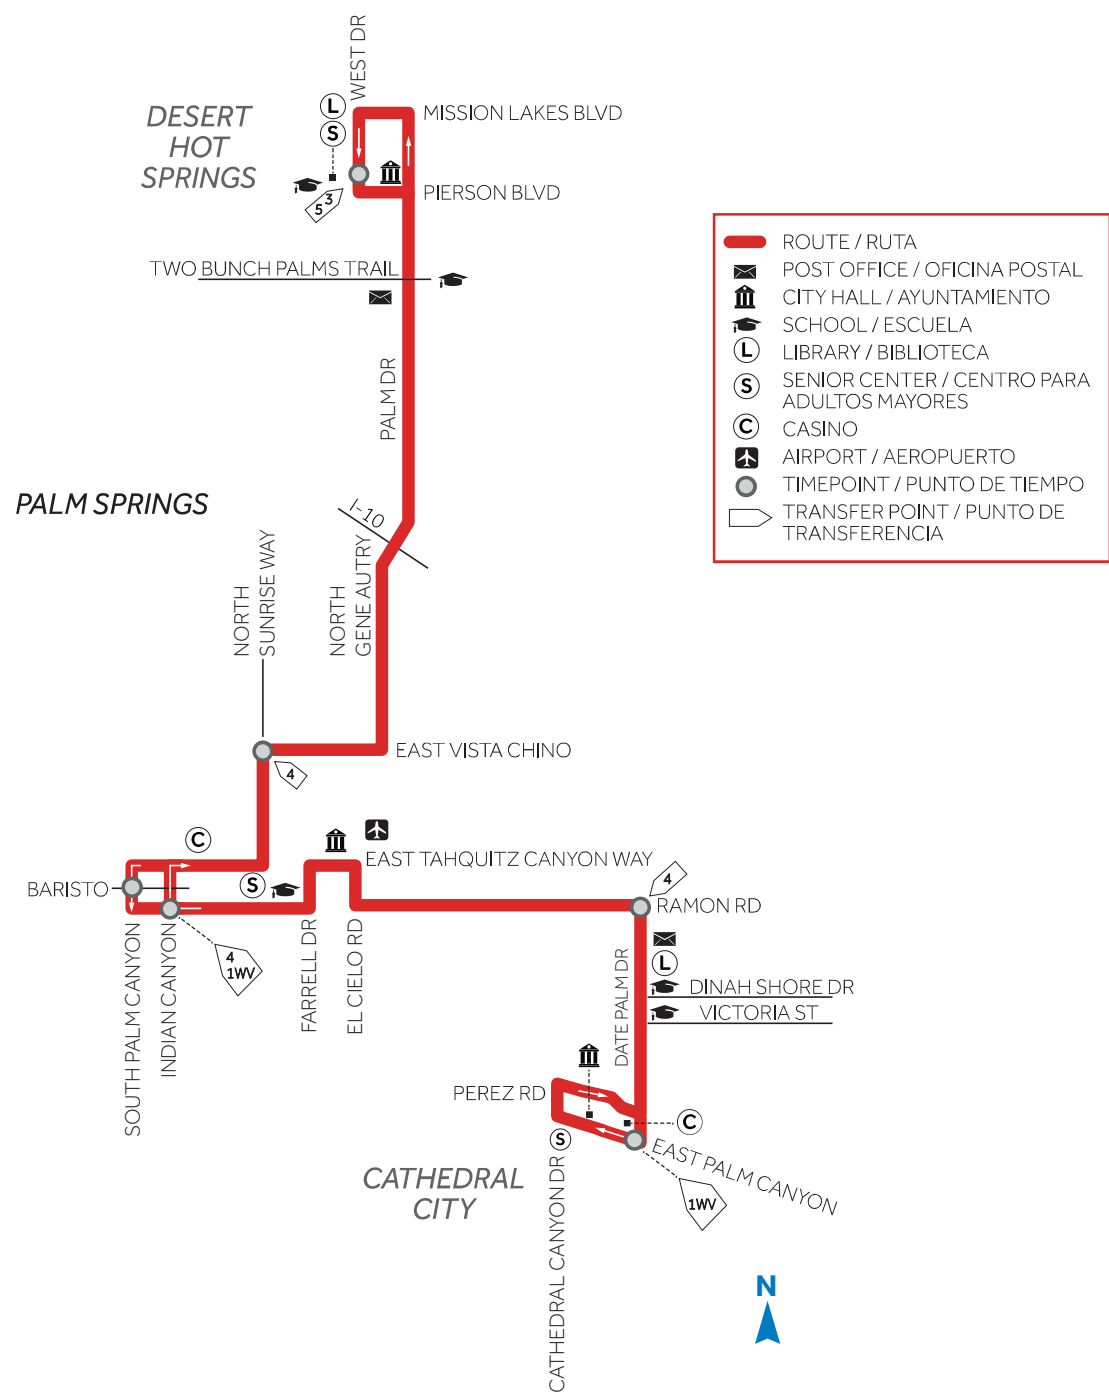 WEST DR
L
S
DESERT
HOT
SPRINGS
MISSION LAKES BLVD
PIERSON BLVD
5 3
TWO BUNCH PALMS TRAIL
PALM DR
PALM SPRINGS
I-10
NORTH
SUNRISE WAY
NORTH
GENE AUTRY
EAST VISTA CHINO
4
C
EAST TAHQUITZ CANYON WAY
BARISTO
S
4
RAMON RD
4
1WV
SOUTH PALM CANYON
INDIAN CANYON
FARRELL DR
EL CIELO RD
DATE PALM DR
L
DINAH SHORE DR
VICTORIA ST
PEREZ RD
C
S
EAST PALM CANYON
CATHEDRAL CANYON DR
CATHEDRAL
CITY
1WV
N
ROUTE / RUTA
POST OFFICE / OFICINA POSTAL
CITY HALL / AYUNTAMIENTO
SCHOOL / ESCUELA
L LIBRARY / BIBLIOTECA
S SENIOR CENTER / CENTRO PARA
ADULTOS MAYORES
C CASINO
AIRPORT / AEROPUERTO
TIMEPOINT / PUNTO DE TIEMPO
TRANSFER POINT / PUNTO DE
TRANSFERENCIA